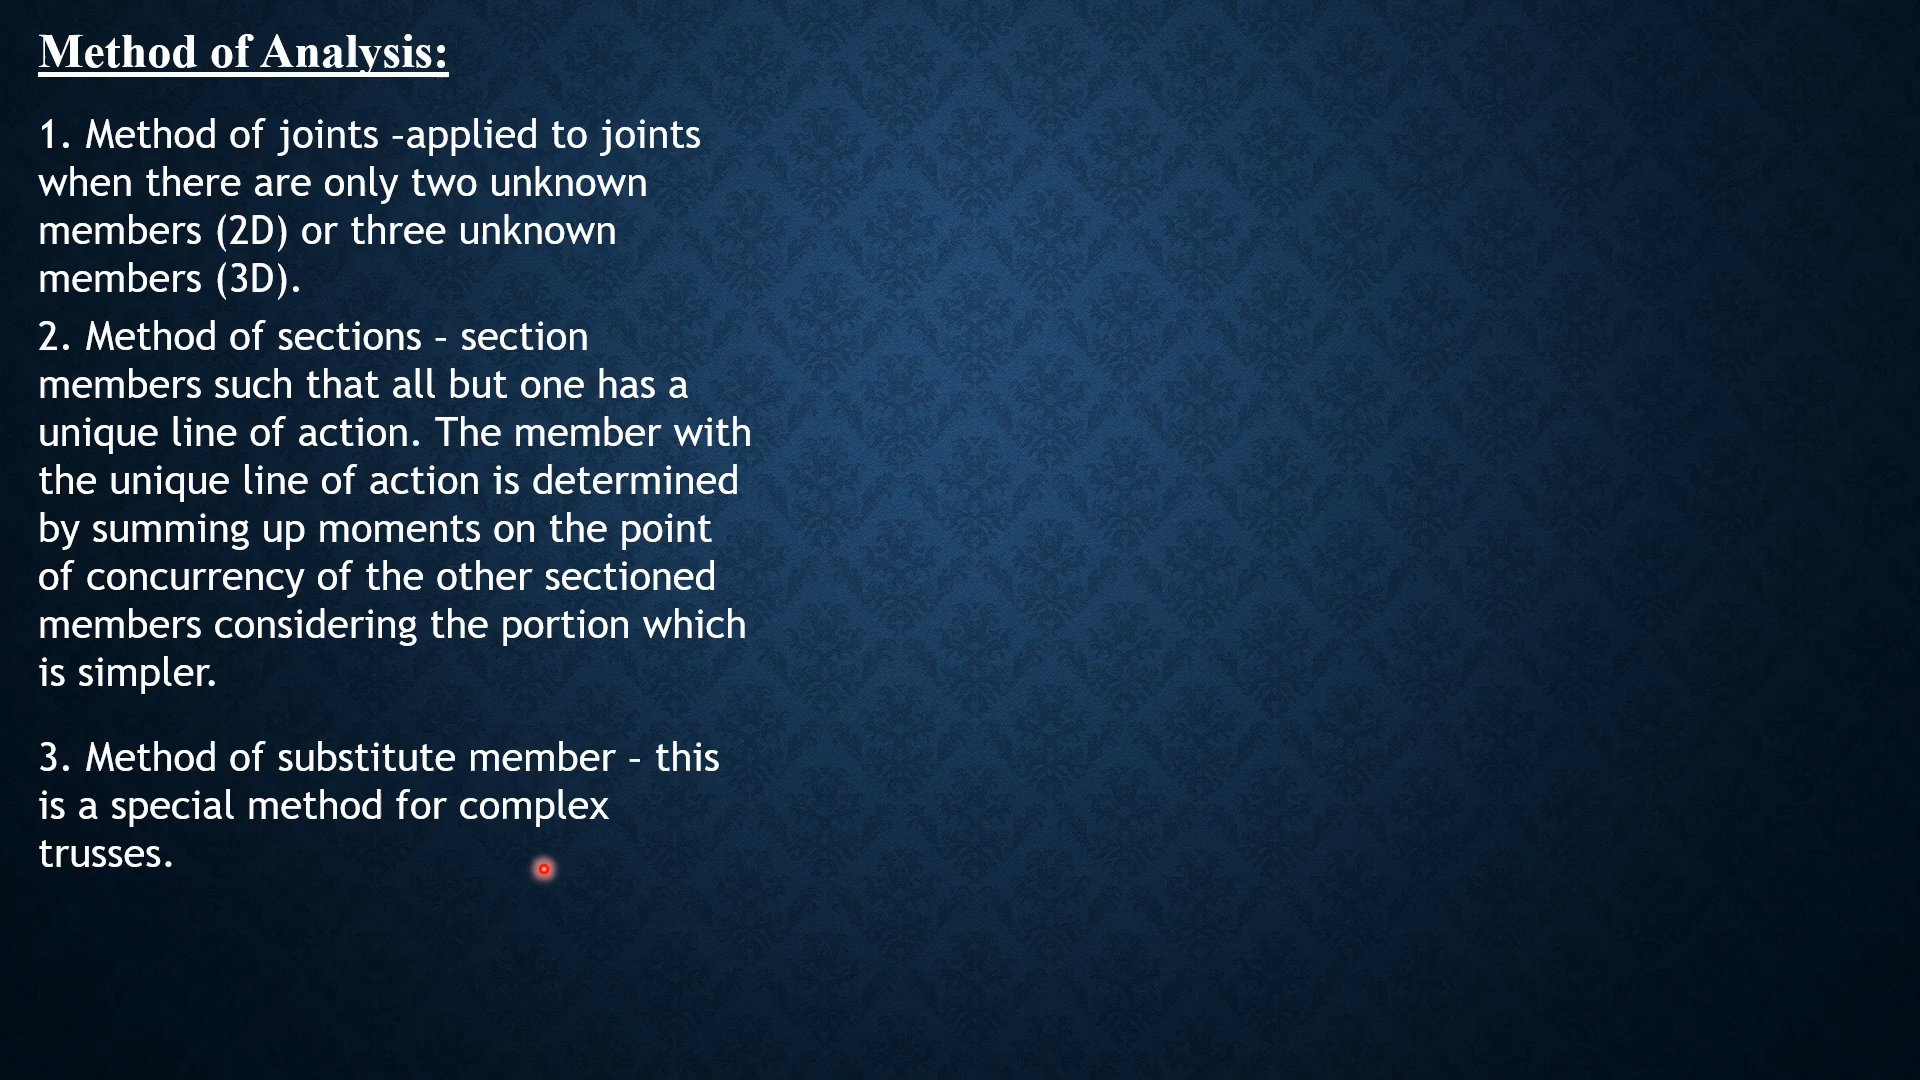 Method of Analysis:
1. Method of joints –applied to joints
when there are only two unknown
members (2D) or three unknown
members (3D).
2. Method of sections – section
members such that all but one has a
unique line of action. The member with
the unique line of action is determined
by summing up moments on the point
of concurrency of the other sectioned
members considering the portion which
is simpler.
3. Method of substitute member – this
is a special method for complex
trusses.